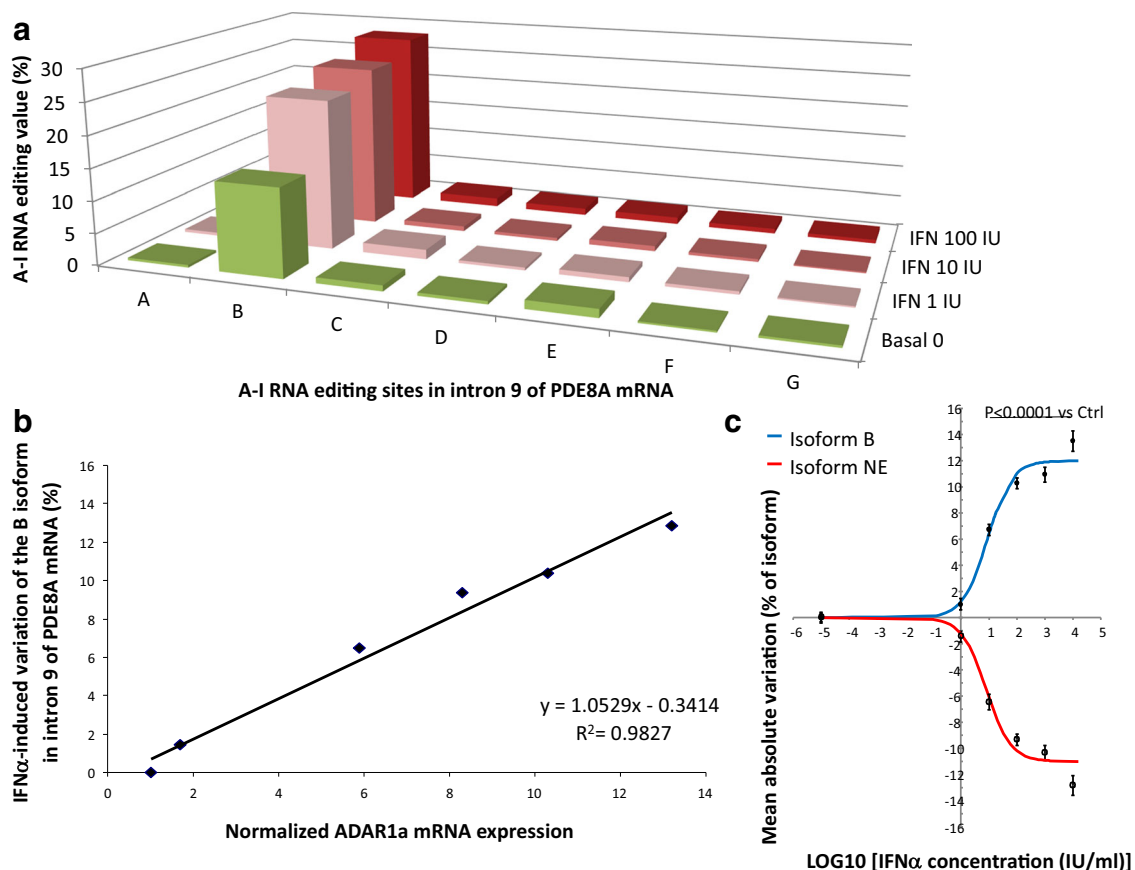 a
A-I RNA editing value (%)
30
25
20
15
10
5
0
A
B
C
D
E
F
G
IFN 100 IU
IFN 10 IU
IFN 1 IU
Basal 0
A-I RNA editing sites in intron 9 of PDE8A mRNA
b
IFNα-induced variation of the B isoform
in intron 9 of PDE8A mRNA (%)
16
14
12
10
8
6
4
2
0
0 2 4 6 8 10 12 14
y = 1.0529x - 0.3414
R²= 0.9827
Normalized ADAR1a mRNA expression
c
Isoform B
Isoform NE
P<0.0001 vs Ctrl
Mean absolute variation (% of isoform)
16
14
12
10
8
6
4
2
0
-2
-4
-6
-8
-10
-12
-14
-16
-6 -5 -4 -3 -2 -1 0 1 2 3 4 5
LOG10 [IFNα concentration (IU/ml)]